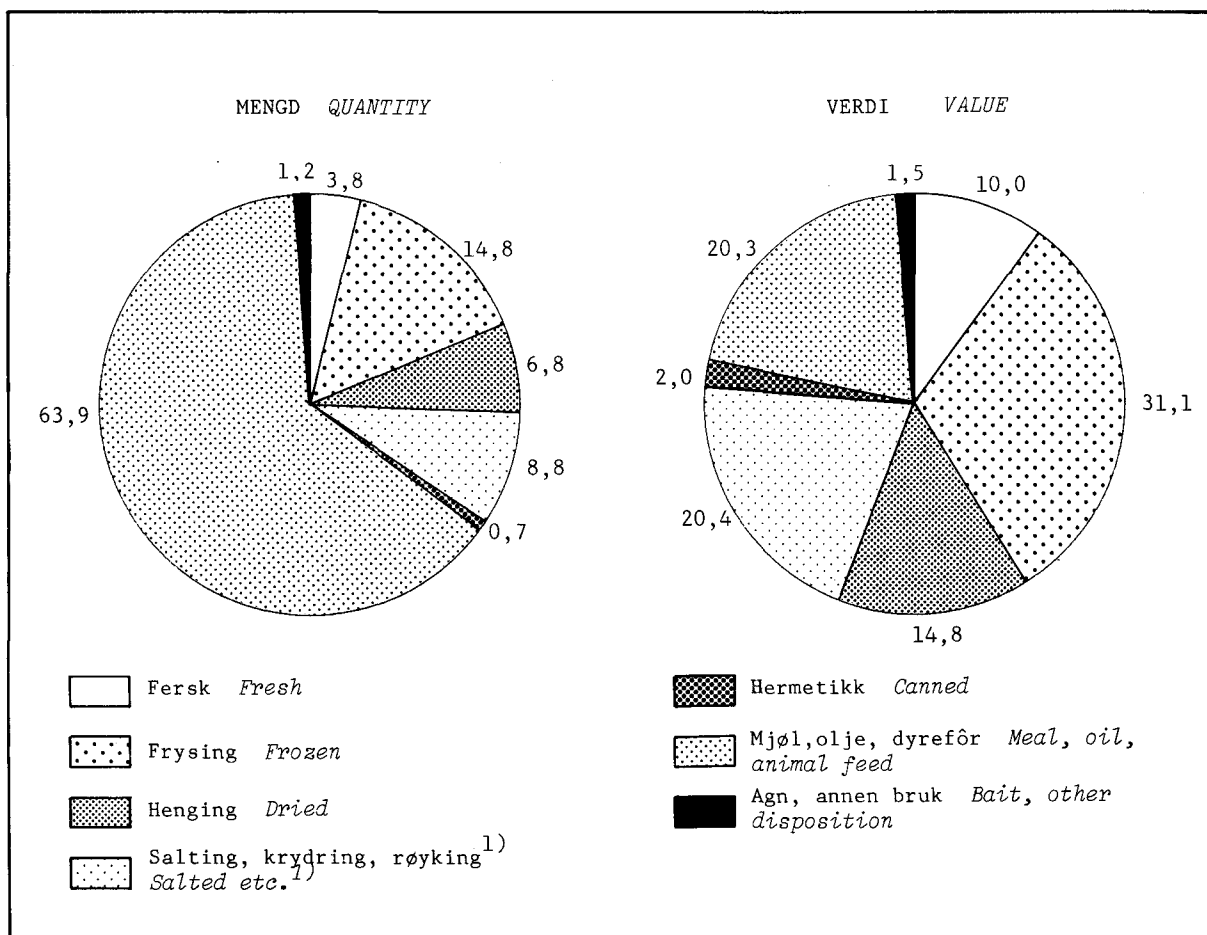 MENGD QUANTITY
1,2
3,8
14,8
6,8
8,8
0,7
63,9
VERDI VALUE
1,5
10,0
31,1
14,8
20,4
2,0
20,3
Fersk Fresh
Frysing Frozen
Henging Dried
Salting, krydring, røyking 1)
Salted etc. 1)
Hermetikk Canned
Mjøl,olje, dyrefôr Meal, oil,
animal feed
Agn, annen bruk Bait, other
disposition